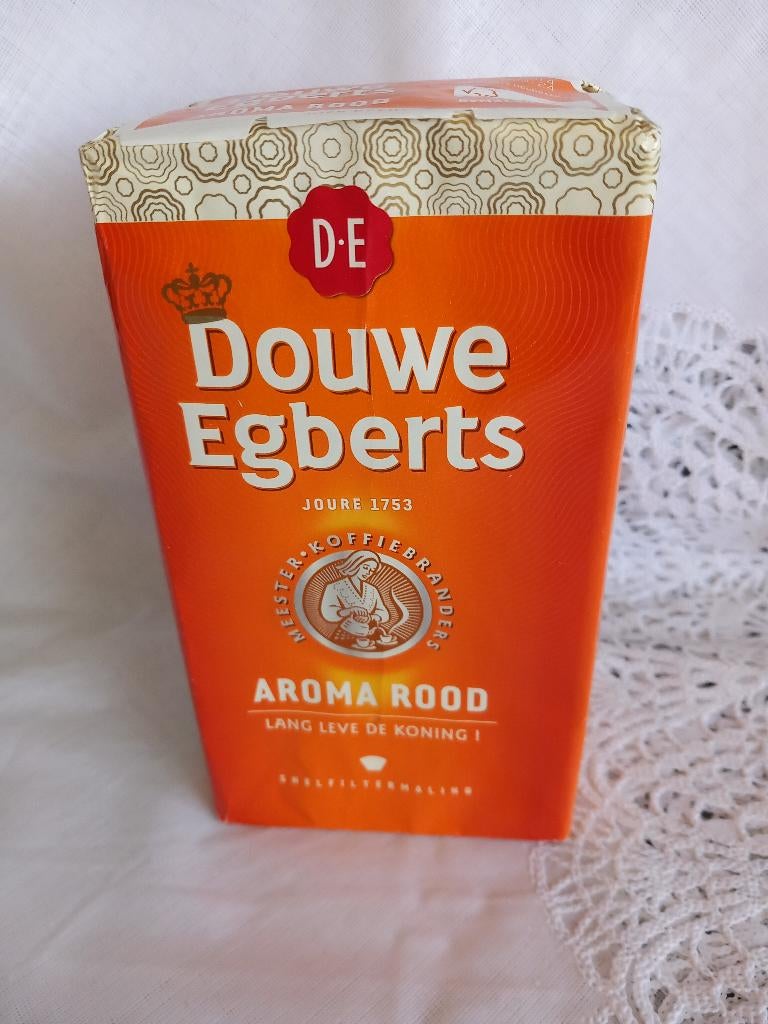 AROMA ROOD
D·E
Douwe
Egberts
JOURE 1753
MEESTER·KOFFIEBRANDERS
AROMA ROOD
LANG LEVE DE KONING !
SNELFILTERMALING